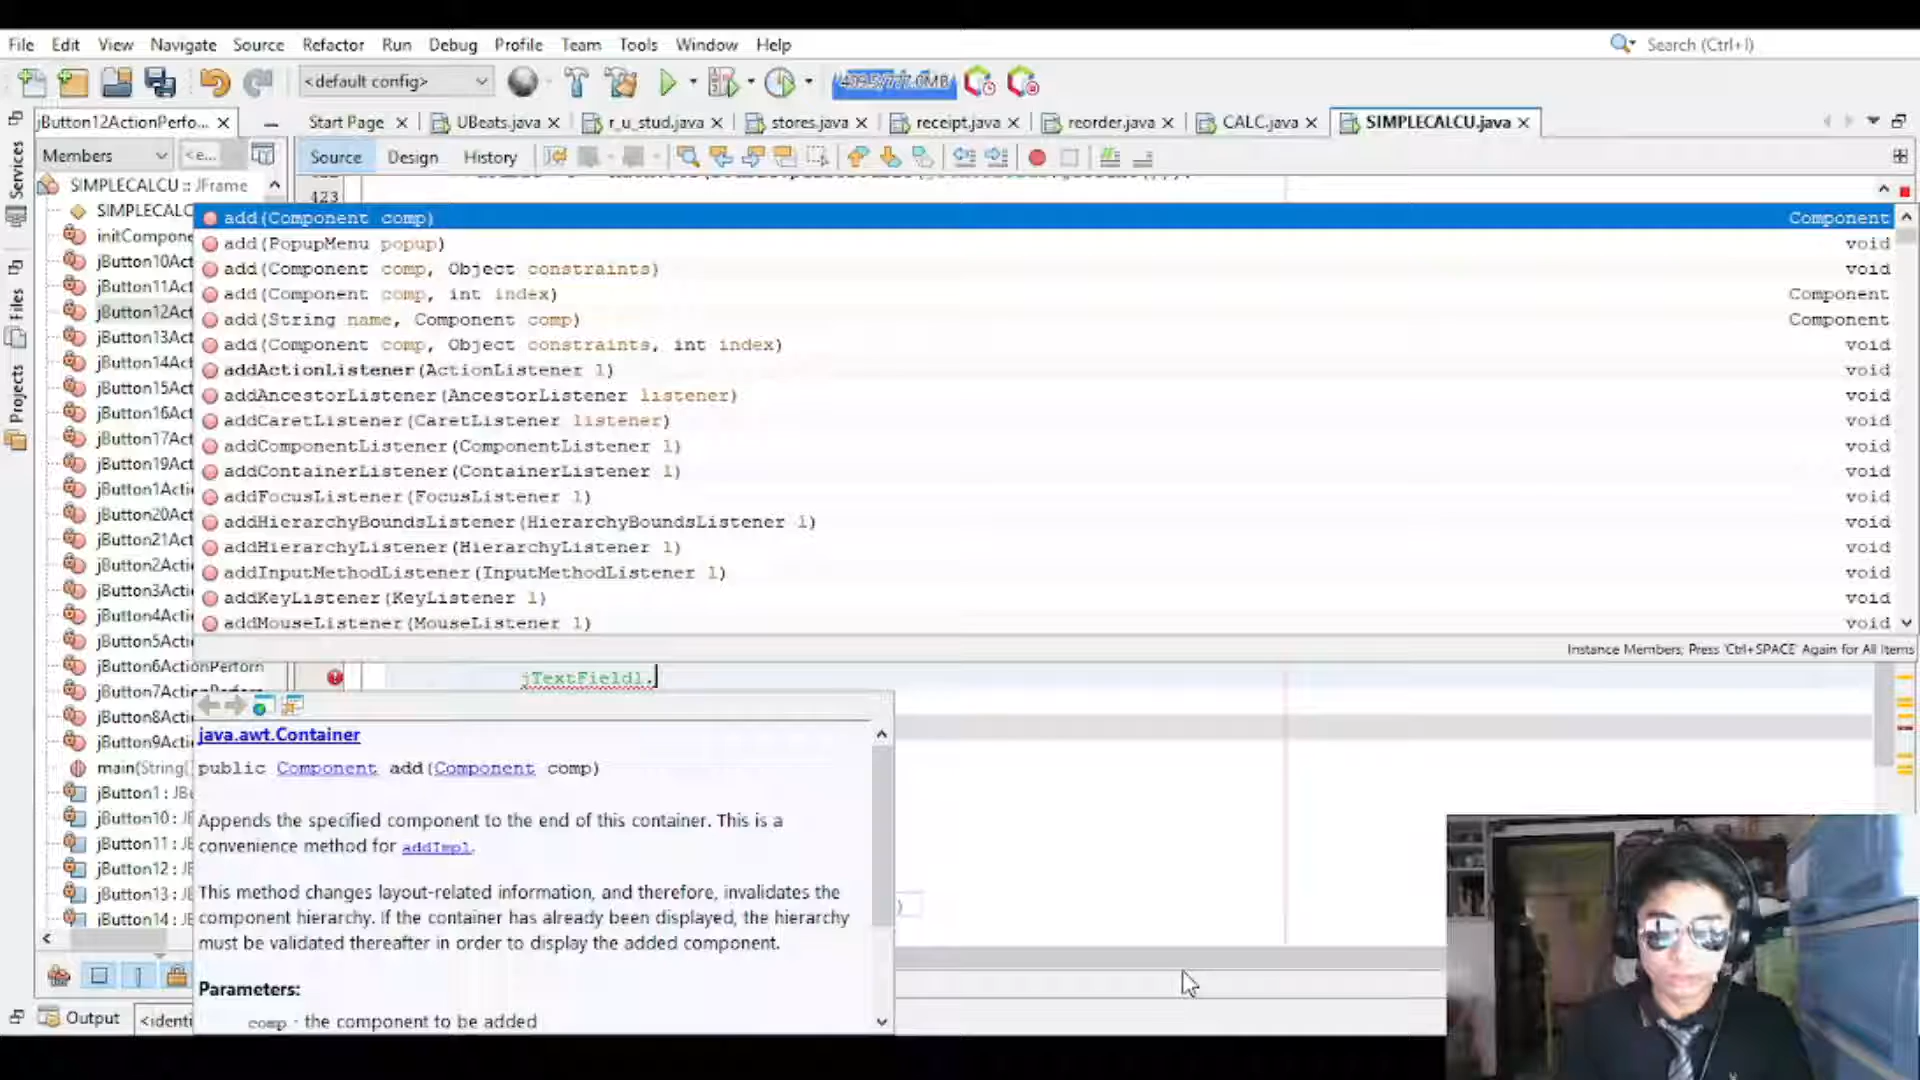 File Edit View Navigate Source Refactor Run Debug Profile Team Tools Window Help
Search (Ctrl+I)
<default config>
jButton12ActionPerfo...
Start Page
UBeats.java
r_u_stud.java
stores.java
receipt.java
reorder.java
CALC.java
SIMPLECALCU.java
Members
<e...
Source Design History
Services
Files
Projects
SIMPLECALCU :: JFrame
SIMPLECALC
initCompone
jButton10Act
jButton11Act
jButton12Act
jButton13Act
jButton14Act
jButton15Act
jButton16Act
jButton17Act
jButton19Act
jButton1Acti
jButton20Act
jButton21Act
jButton2Acti
jButton3Acti
jButton4Acti
jButton5Acti
jButton6ActionPerform
jButton7ActionPerform
jButton8Acti
jButton9Acti
main(String[
jButton1 : JBu
jButton10 : J
jButton11 : JE
jButton12 : JE
jButton13 : JE
jButton14 : JE
423
add(Component comp) Component
add(PopupMenu popup) void
add(Component comp, Object constraints) void
add(Component comp, int index) Component
add(String name, Component comp) Component
add(Component comp, Object constraints, int index) void
addActionListener(ActionListener l) void
addAncestorListener(AncestorListener listener) void
addCaretListener(CaretListener listener) void
addComponentListener(ComponentListener l) void
addContainerListener(ContainerListener l) void
addFocusListener(FocusListener l) void
addHierarchyBoundsListener(HierarchyBoundsListener l) void
addHierarchyListener(HierarchyListener l) void
addInputMethodListener(InputMethodListener l) void
addKeyListener(KeyListener l) void
addMouseListener(MouseListener l) void
Instance Members; Press 'Ctrl+SPACE' Again for All Items
jTextField1.
java.awt.Container
public Component add(Component comp)
Appends the specified component to the end of this container. This is a
convenience method for addImpl.
This method changes layout-related information, and therefore, invalidates the
component hierarchy. If the container has already been displayed, the hierarchy
must be validated thereafter in order to display the added component.
Parameters:
comp - the component to be added
)
Output
<identi